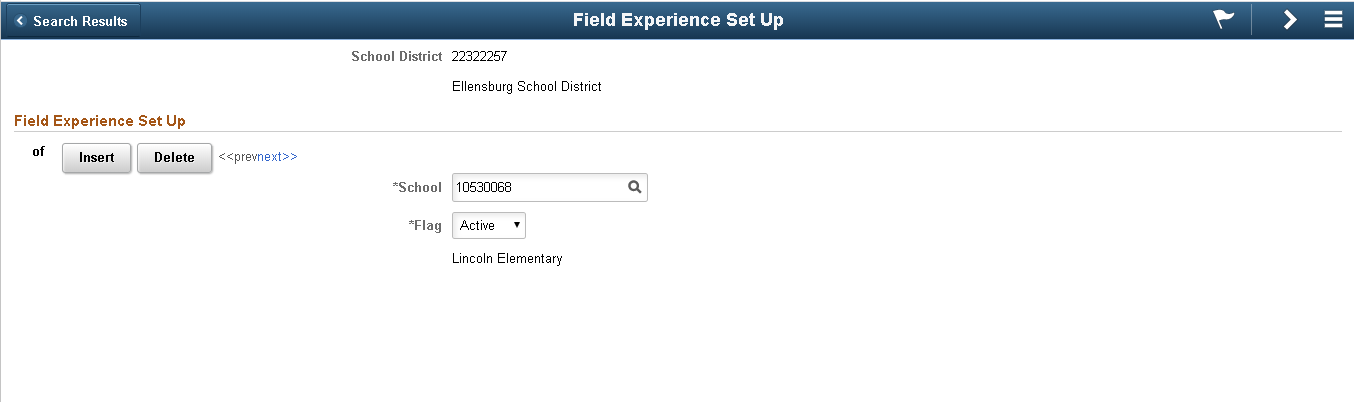 Search Results
Field Experience Set Up
School District 22322257
Ellensburg School District
Field Experience Set Up
of Insert Delete <<prevnext>>
*School 10530068
*Flag Active
Lincoln Elementary